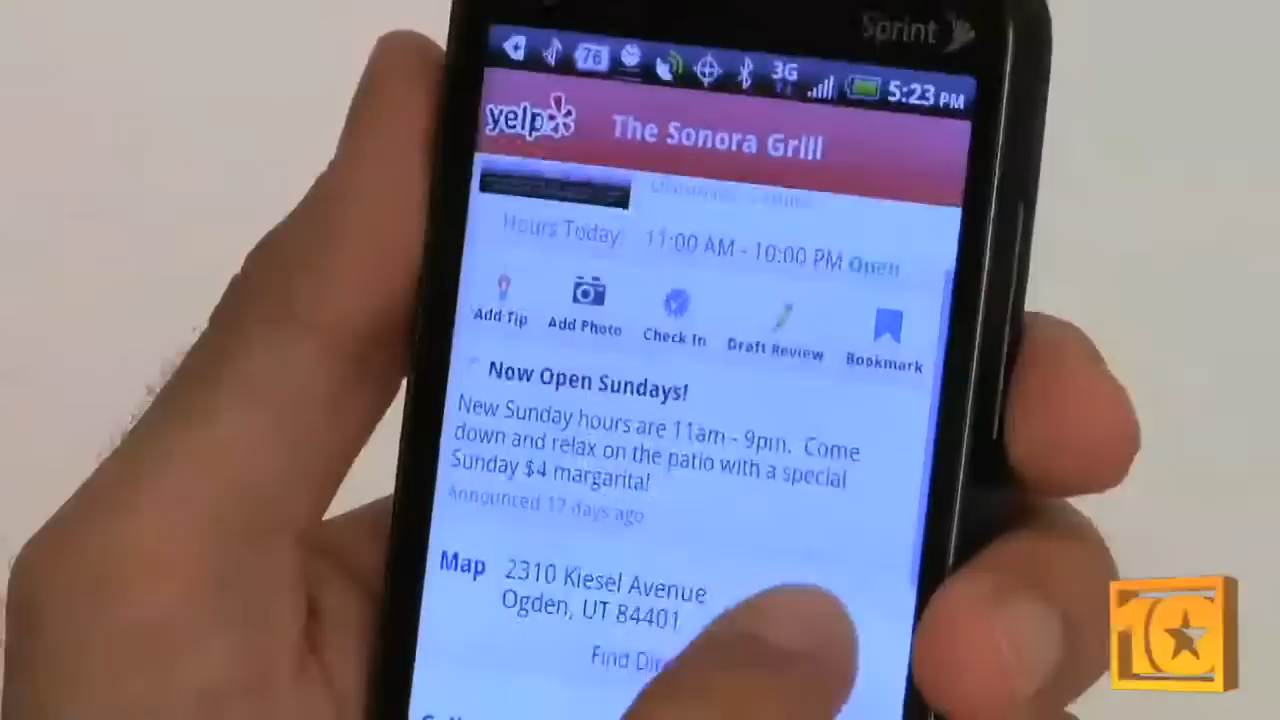 Sprint
76
3G
5:23 PM
yelp
The Sonora Grill
Hours Today: 11:00 AM - 10:00 PM Open
Add Tip
Add Photo
Check In
Draft Review
Bookmark
Now Open Sundays!
New Sunday hours are 11am - 9pm. Come
down and relax on the patio with a special
Sunday $4 margarita!
Announced 12 days ago
Map
2310 Kiesel Avenue
Ogden, UT 84401
Find
10